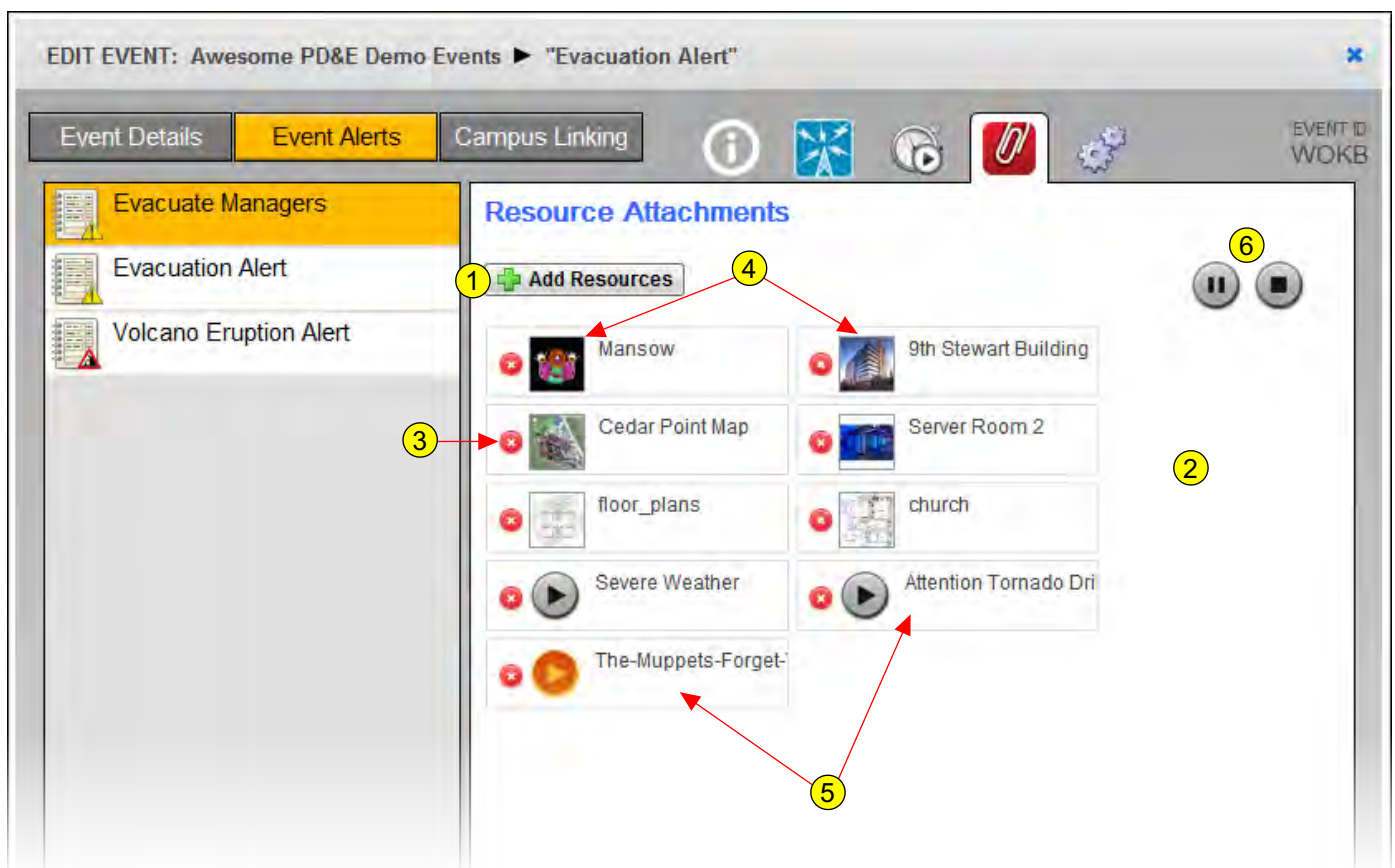 EDIT EVENT: Awesome PD&E Demo Events ► "Evacuation Alert"
Event Details
Event Alerts
Campus Linking
EVENT ID
WOKB
Evacuate Managers
Evacuation Alert
Volcano Eruption Alert
Resource Attachments
6
1
Add Resources
4
Mansow
9th Stewart Building
3
Cedar Point Map
Server Room 2
2
floor_plans
church
Severe Weather
Attention Tornado Dri
The-Muppets-Forget-
5